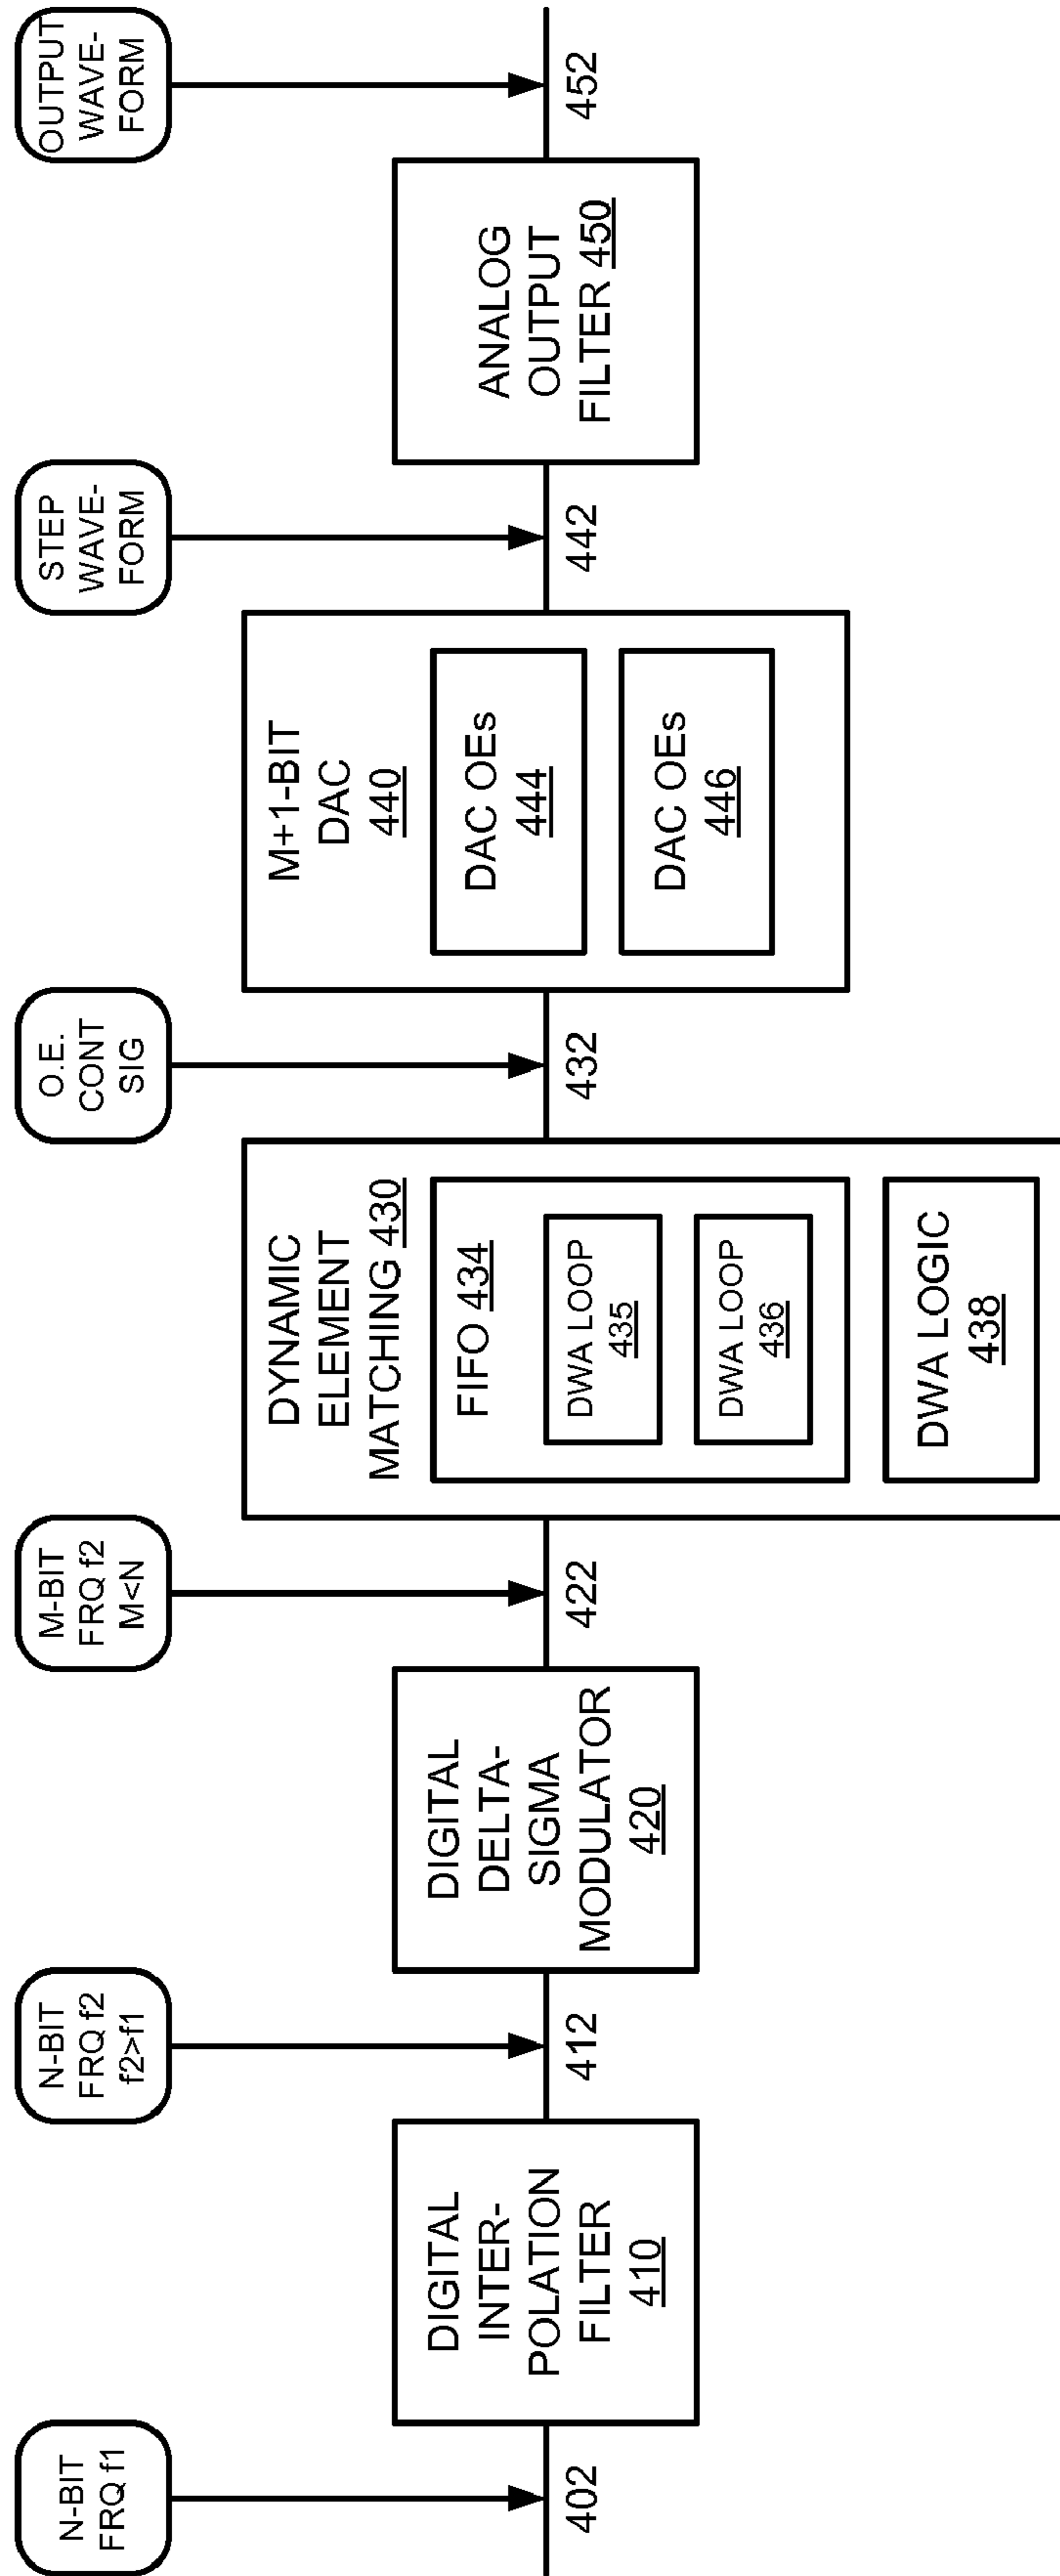 N-BIT
FRQ f1
N-BIT
FRQ f2
f2>f1
M-BIT
FRQ f2
M<N
O.E.
CONT
SIG
STEP
WAVE-
FORM
OUTPUT
WAVE-
FORM
402
DIGITAL
INTER-
POLATION
FILTER
410
412
DIGITAL
DELTA-
SIGMA
MODULATOR
420
422
DYNAMIC
ELEMENT
MATCHING 430
FIFO 434
DWA LOOP
435
DWA LOOP
436
DWA LOGIC
438
432
M+1-BIT
DAC
440
DAC OEs
444
DAC OEs
446
442
ANALOG
OUTPUT
FILTER 450
452